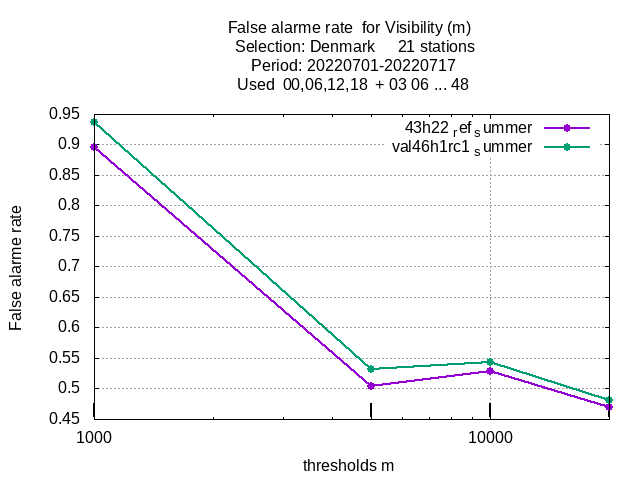 False alarme rate  for Visibility (m)
Selection: Denmark     21 stations
Period: 20220701-20220717
Used  00,06,12,18  + 03 06 ... 48
43h22 ref summer
val46h1rc1 summer
0.95
0.9
0.85
0.8
0.75
0.7
0.65
0.6
0.55
0.5
0.45
False alarme rate
1000
10000
thresholds m